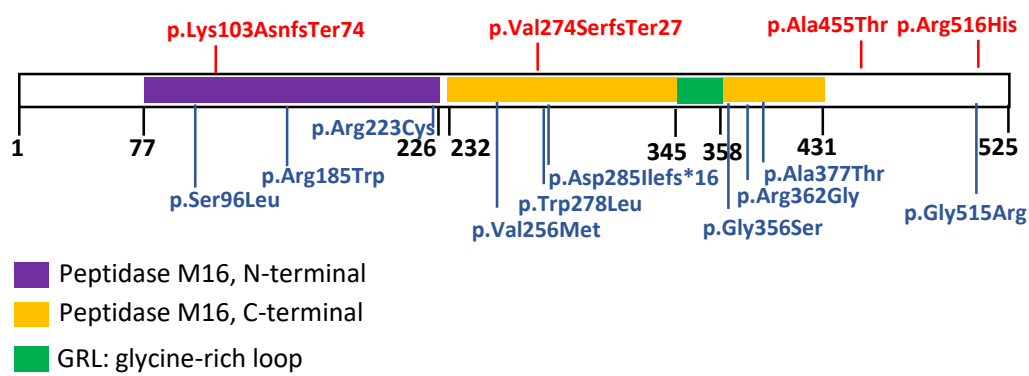 p.Lys103AsnfsTer74 p.Val274SerfsTer27 p.Ala455Thr p.Arg516His
p.Arg223Cys
1 77 226 232 345 358 431 525
p.Asp285Ilefs*16 p.Ala377Thr
p.Arg185Trp
p.Ser96Leu p.Trp278Leu p.Arg362Gly
p.Val256Met p.Gly356Ser p.Gly515Arg
Peptidase M16, N-terminal
Peptidase M16, C-terminal
GRL: glycine-rich loop